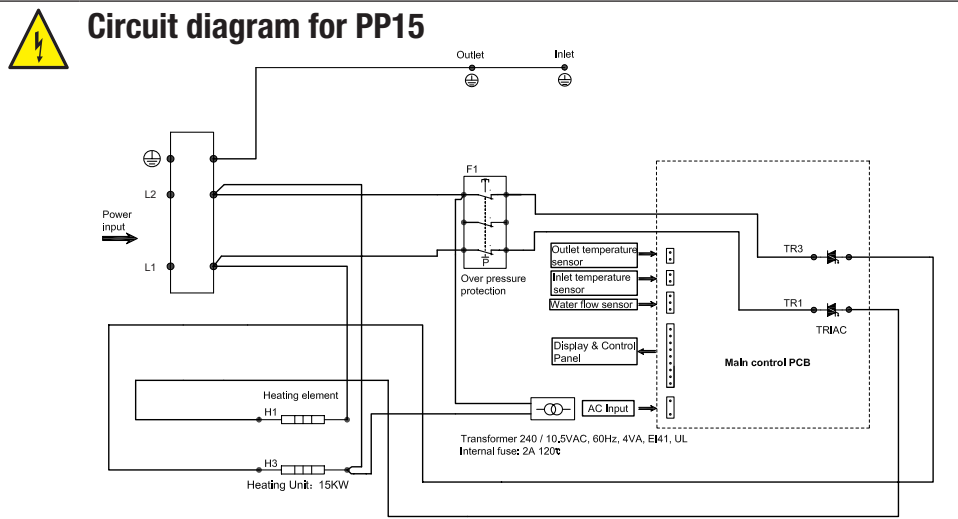 Circuit diagram for PP15
Outlet
Inlet
F1
L2
Power
input
L1
P
Over pressure
protection
Outlet temperature
sensor
Inlet temperature
sensor
Water flow sensor
Display & Control
Panel
AC Input
TR3
TR1
TRIAC
Main control PCB
Heating element
H1
H3
Heating Unit: 15KW
Transformer 240 / 10.5VAC, 60Hz, 4VA, EI41, UL
Internal fuse: 2A 120℃